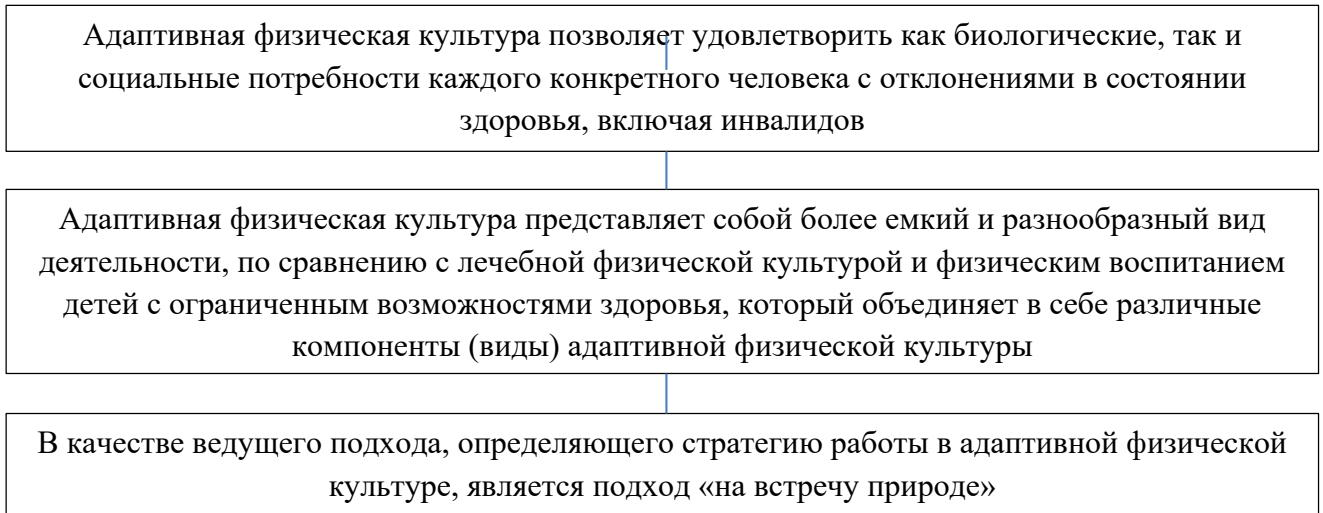 Адаптивная физическая культура позволяет удовлетворить как биологические, так и
социальные потребности каждого конкретного человека с отклонениями в состоянии
здоровья, включая инвалидов
Адаптивная физическая культура представляет собой более емкий и разнообразный вид
деятельности, по сравнению с лечебной физической культурой и физическим воспитанием
детей с ограниченным возможностями здоровья, который объединяет в себе различные
компоненты (виды) адаптивной физической культуры
В качестве ведущего подхода, определяющего стратегию работы в адаптивной физической
культуре, является подход «на встречу природе»